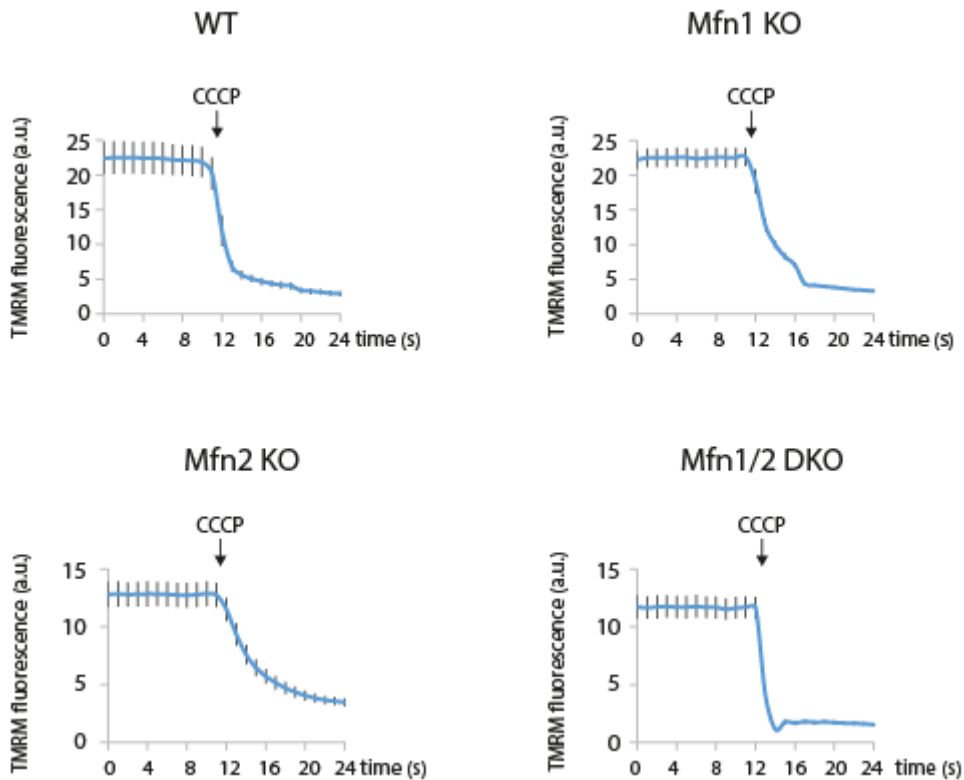 WT
CCCP
TMRM fluorescence (a.u.)
25
20
15
10
5
0
0 4 8 12 16 20 24 time (s)
Mfn1 KO
CCCP
TMRM fluorescence (a.u.)
25
20
15
10
5
0
0 4 8 12 16 20 24 time (s)
Mfn2 KO
CCCP
TMRM fluorescence (a.u.)
15
10
5
0
0 4 8 12 16 20 24 time (s)
Mfn1/2 DKO
CCCP
TMRM fluorescence (a.u.)
15
10
5
0
0 4 8 12 16 20 24 time (s)